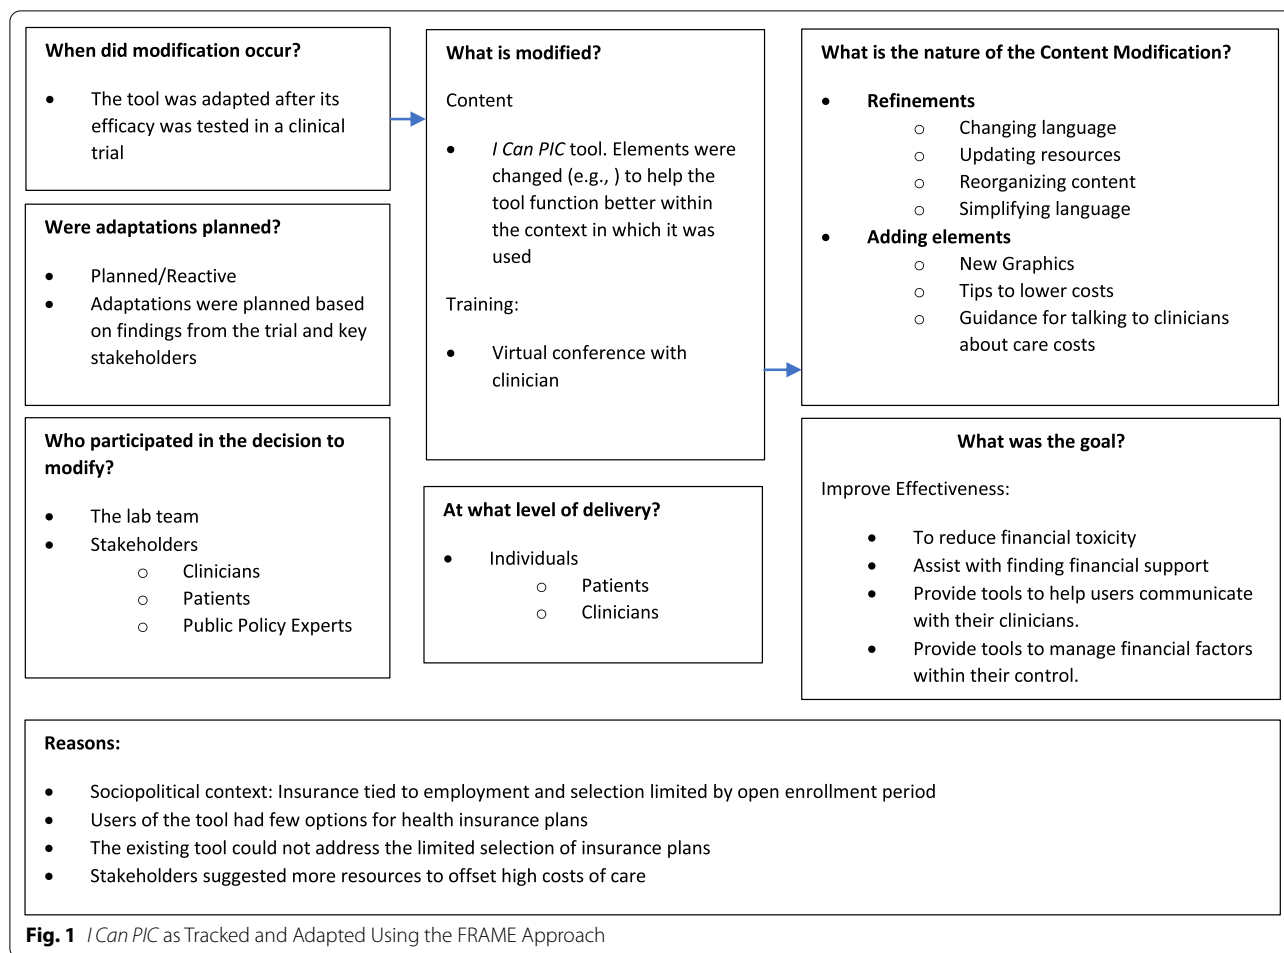 When did modification occur?
• The tool was adapted after its
efficacy was tested in a clinical
trial
Were adaptations planned?
• Planned/Reactive
• Adaptations were planned based
on findings from the trial and key
stakeholders
Who participated in the decision to
modify?
• The lab team
• Stakeholders
o Clinicians
o Patients
o Public Policy Experts
What is modified?
Content
• I Can PIC tool. Elements were
changed (e.g., ) to help the
tool function better within
the context in which it was
used
Training:
• Virtual conference with
clinician
At what level of delivery?
• Individuals
o Patients
o Clinicians
What is the nature of the Content Modification?
• Refinements
o Changing language
o Updating resources
o Reorganizing content
o Simplifying language
• Adding elements
o New Graphics
o Tips to lower costs
o Guidance for talking to clinicians
about care costs
What was the goal?
Improve Effectiveness:
• To reduce financial toxicity
• Assist with finding financial support
• Provide tools to help users communicate
with their clinicians.
• Provide tools to manage financial factors
within their control.
Reasons:
• Sociopolitical context: Insurance tied to employment and selection limited by open enrollment period
• Users of the tool had few options for health insurance plans
• The existing tool could not address the limited selection of insurance plans
• Stakeholders suggested more resources to offset high costs of care
Fig. 1 I Can PIC as Tracked and Adapted Using the FRAME Approach